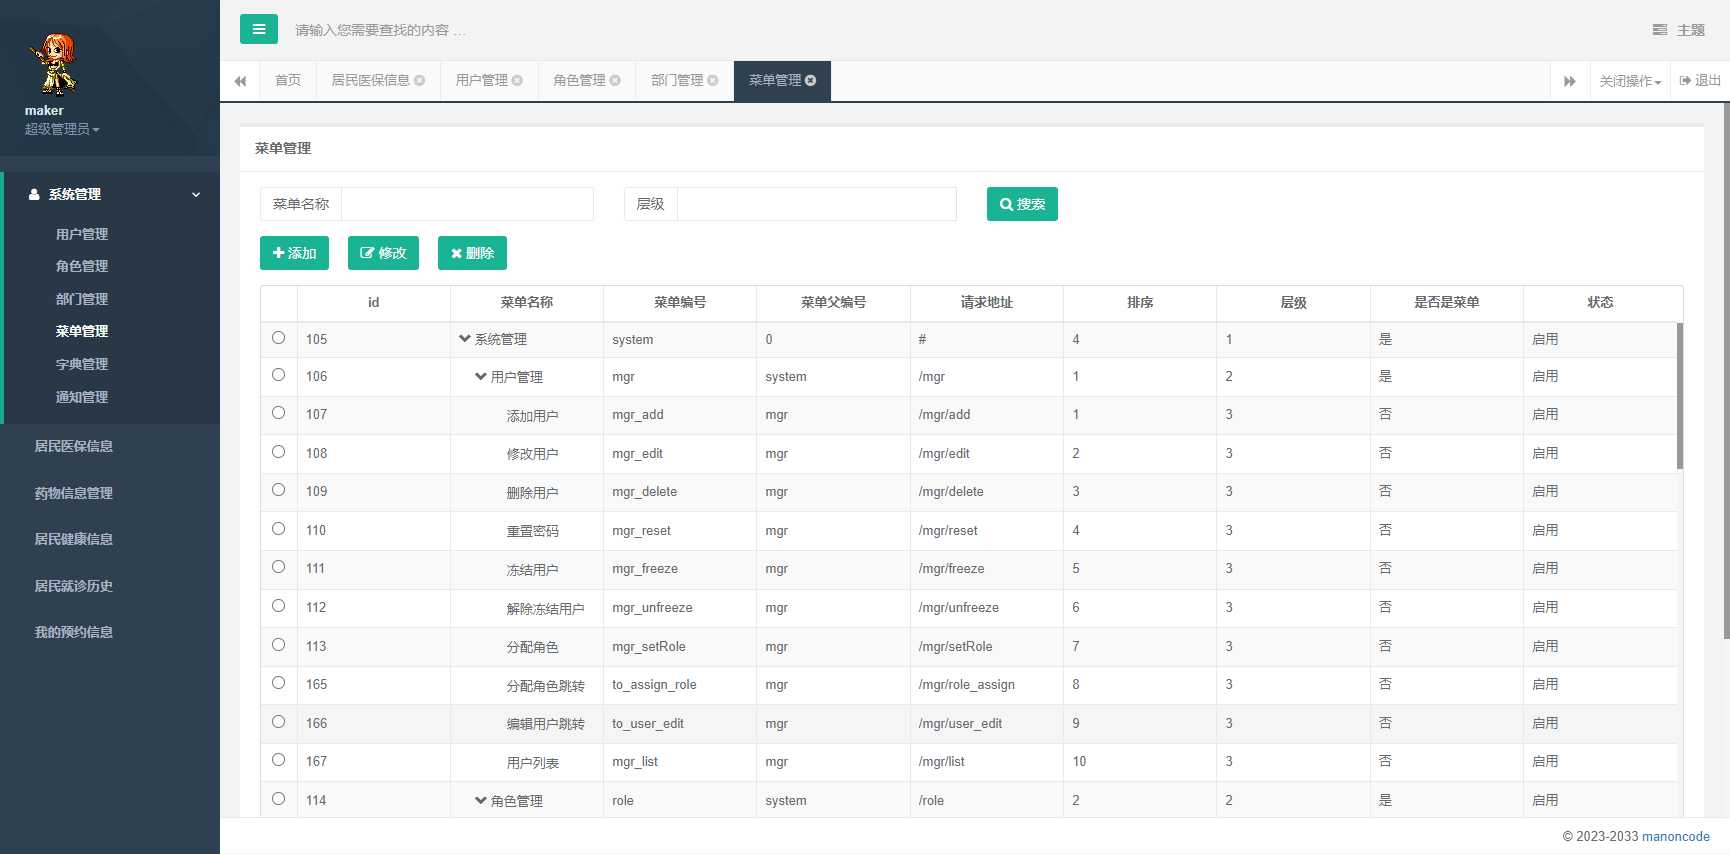 请输入您需要查找的内容 …
主题
首页 居民医保信息 用户管理 角色管理 部门管理 菜单管理 关闭操作 退出
maker
超级管理员
系统管理
用户管理
角色管理
部门管理
菜单管理
字典管理
通知管理
居民医保信息
药物信息管理
居民健康信息
居民就诊历史
我的预约信息
菜单管理
菜单名称 层级 搜索
添加 修改 删除
id 菜单名称 菜单编号 菜单父编号 请求地址 排序 层级 是否是菜单 状态
105 系统管理 system 0 # 4 1 是 启用
106 用户管理 mgr system /mgr 1 2 是 启用
107 添加用户 mgr_add mgr /mgr/add 1 3 否 启用
108 修改用户 mgr_edit mgr /mgr/edit 2 3 否 启用
109 删除用户 mgr_delete mgr /mgr/delete 3 3 否 启用
110 重置密码 mgr_reset mgr /mgr/reset 4 3 否 启用
111 冻结用户 mgr_freeze mgr /mgr/freeze 5 3 否 启用
112 解除冻结用户 mgr_unfreeze mgr /mgr/unfreeze 6 3 否 启用
113 分配角色 mgr_setRole mgr /mgr/setRole 7 3 否 启用
165 分配角色跳转 to_assign_role mgr /mgr/role_assign 8 3 否 启用
166 编辑用户跳转 to_user_edit mgr /mgr/user_edit 9 3 否 启用
167 用户列表 mgr_list mgr /mgr/list 10 3 否 启用
114 角色管理 role system /role 2 2 是 启用
© 2023-2033 manoncode